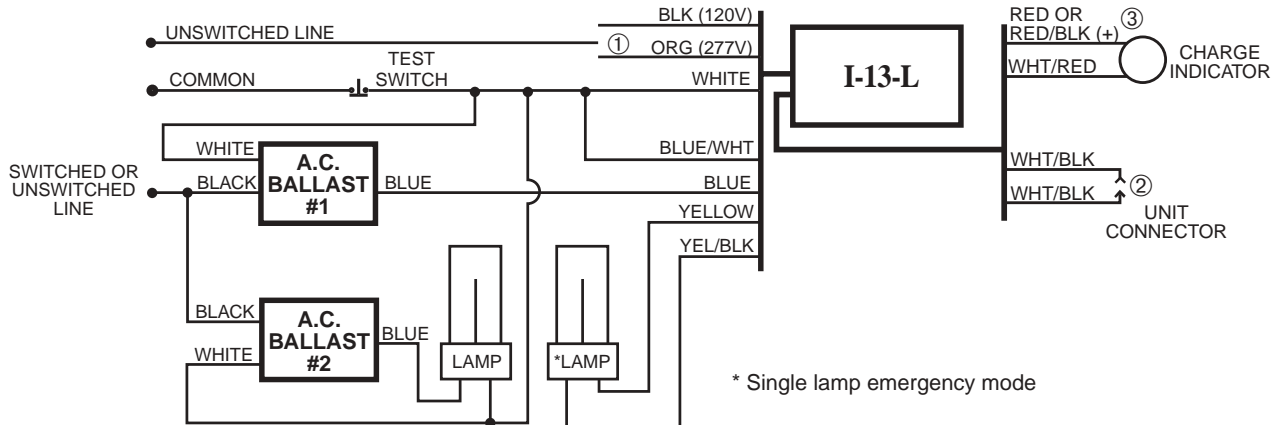 UNSWITCHED LINE
① BLK (120V)
ORG (277V)
COMMON
TEST
SWITCH
WHITE
I-13-L
RED OR
RED/BLK (+) ③
WHT/RED
CHARGE
INDICATOR
WHITE
A.C.
BALLAST
#1
BLUE/WHT
SWITCHED OR
UNSWITCHED
LINE
BLACK
BLUE
BLUE
WHT/BLK
WHT/BLK
②
UNIT
CONNECTOR
YELLOW
YEL/BLK
BLACK
A.C.
BALLAST
#2
BLUE
WHITE
LAMP
*LAMP
* Single lamp emergency mode